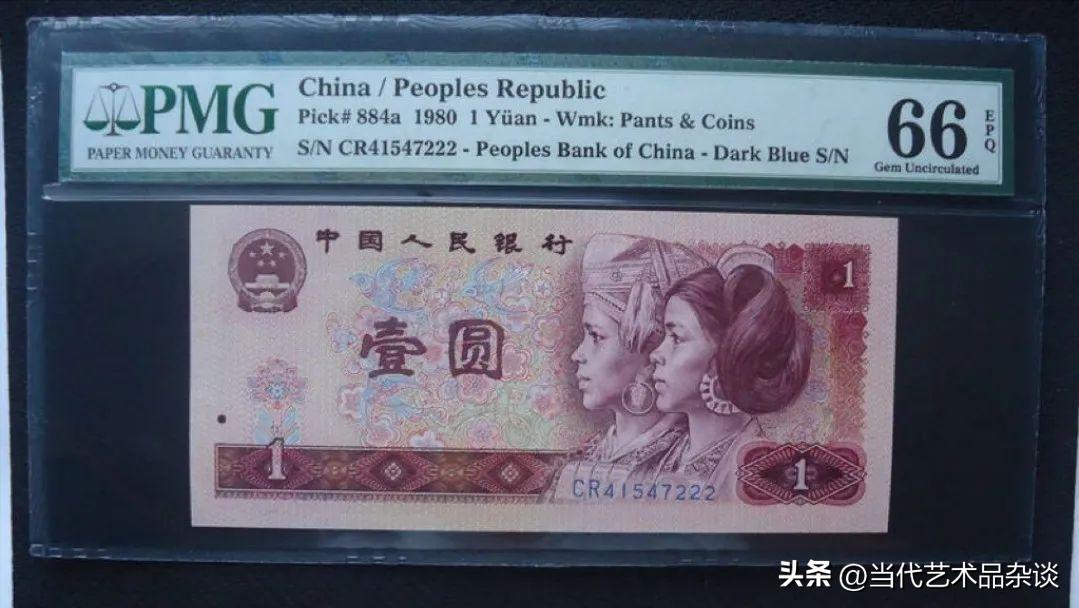 PMG
PAPER MONEY GUARANTY
China / Peoples Republic
Pick# 884a 1980 1 Yüan - Wmk: Pants & Coins
S/N CR41547222 - Peoples Bank of China - Dark Blue S/N
66
EPQ
Gem Uncirculated
中国人民银行
1
壹圆
1
1
CR41547222
头条 @当代艺术品杂谈